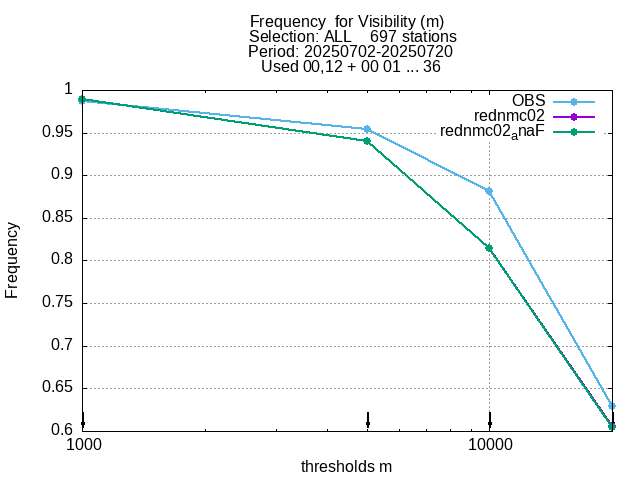 Frequency  for Visibility (m)
Selection: ALL    697 stations
Period: 20250702-20250720
Used 00,12 + 00 01 ... 36
OBS
rednmc02
rednmc02anaF
1
0.95
0.9
0.85
0.8
0.75
0.7
0.65
0.6
Frequency
1000
10000
thresholds m